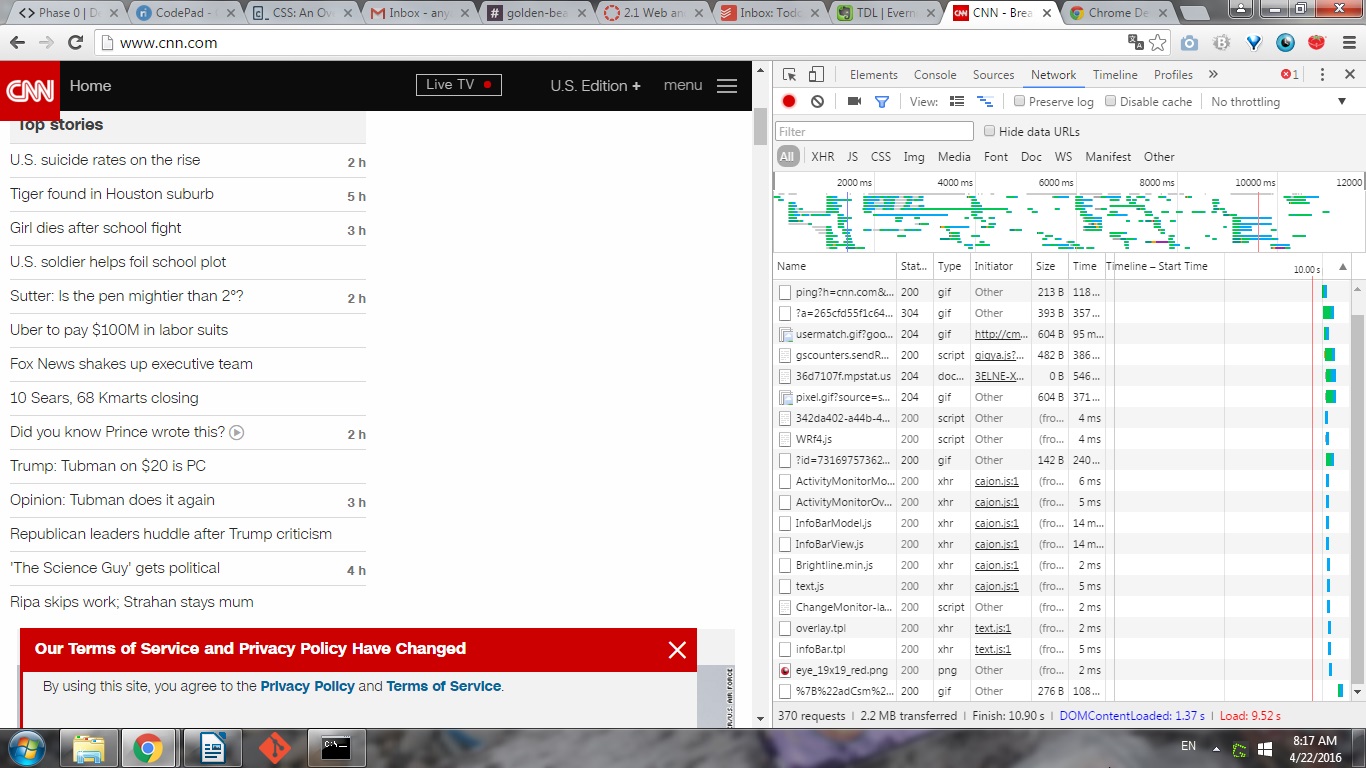 <> Phase 0 | De
CodePad -
CSS: An Ov
Inbox - any
golden-bea
2.1 Web an
Inbox: Todo
TDL | Evern
CNN - Brea
Chrome De
www.cnn.com
CNN Home Live TV U.S. Edition + menu
Top stories
U.S. suicide rates on the rise 2 h
Tiger found in Houston suburb 5 h
Girl dies after school fight 3 h
U.S. soldier helps foil school plot
Sutter: Is the pen mightier than 2°? 2 h
Uber to pay $100M in labor suits
Fox News shakes up executive team
10 Sears, 68 Kmarts closing
Did you know Prince wrote this? 2 h
Trump: Tubman on $20 is PC
Opinion: Tubman does it again 3 h
Republican leaders huddle after Trump criticism
'The Science Guy' gets political 4 h
Ripa skips work; Strahan stays mum
Our Terms of Service and Privacy Policy Have Changed
By using this site, you agree to the Privacy Policy and Terms of Service.
Elements Console Sources Network Timeline Profiles » 1
View: Preserve log Disable cache No throttling
Filter Hide data URLs
All XHR JS CSS Img Media Font Doc WS Manifest Other
2000 ms 4000 ms 6000 ms 8000 ms 10000 ms 12000
Name Stat... Type Initiator Size Time Timeline – Start Time 10.00 s
ping?h=cnn.com&... 200 gif Other 213 B 118...
?a=265cfd55f1c64... 304 gif Other 393 B 357...
usermatch.gif?goo... 204 gif http://cm... 604 B 95 m...
gscounters.sendR... 200 script gigya.js?... 482 B 386...
36d7107f.mpstat.us 204 doc... 3ELNE-X... 0 B 546...
pixel.gif?source=s... 204 gif Other 604 B 371...
342da402-a44b-4... 200 script Other (fro... 4 ms
WRf4.js 200 script Other (fro... 4 ms
?id=73169757362... 200 gif Other 142 B 240...
ActivityMonitorMo... 200 xhr cajon.js:1 (fro... 6 ms
ActivityMonitorOv... 200 xhr cajon.js:1 (fro... 5 ms
InfoBarModel.js 200 xhr cajon.js:1 (fro... 14 m...
InfoBarView.js 200 xhr cajon.js:1 (fro... 14 m...
Brightline.min.js 200 xhr cajon.js:1 (fro... 2 ms
text.js 200 xhr cajon.js:1 (fro... 5 ms
ChangeMonitor-la... 200 script Other (fro... 2 ms
overlay.tpl 200 xhr text.js:1 (fro... 2 ms
infoBar.tpl 200 xhr text.js:1 (fro... 5 ms
eye_19x19_red.png 200 png Other (fro... 2 ms
%7B%22adCsm%2... 200 gif Other 276 B 108...
370 requests | 2.2 MB transferred | Finish: 10.90 s | DOMContentLoaded: 1.37 s | Load: 9.52 s
C:\_
EN
8:17 AM
4/22/2016